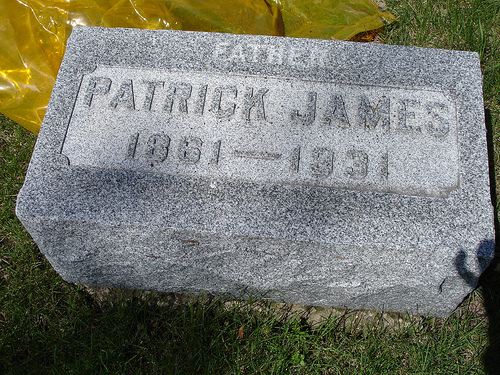 FATHER
PATRICK JAMES
1861—1931